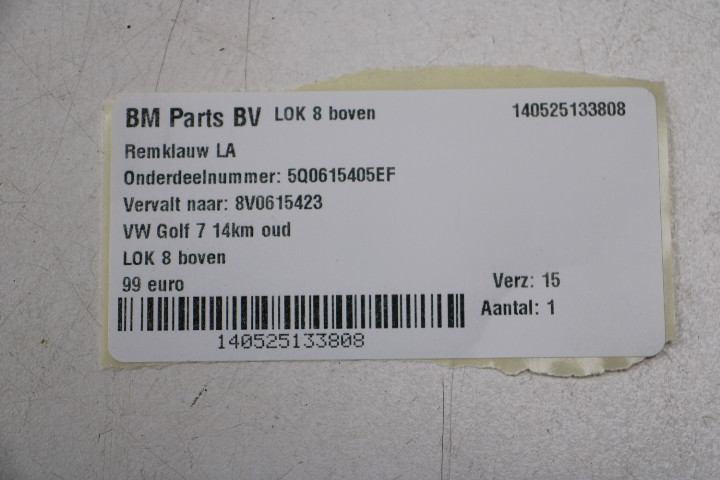 BM Parts BV LOK 8 boven 140525133808
Remklauw LA
Onderdeelnummer: 5Q0615405EF
Vervalt naar: 8V0615423
VW Golf 7 14km oud
LOK 8 boven
99 euro Verz: 15
Aantal: 1
140525133808